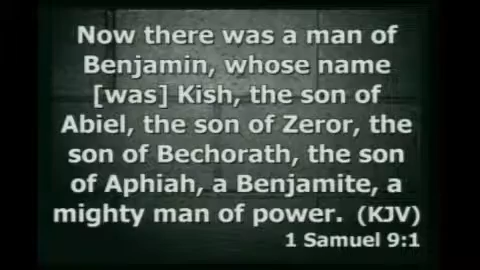 Now there was a man of
Benjamin, whose name
[was] Kish, the son of
Abiel, the son of Zeror, the
son of Bechorath, the son
of Aphiah, a Benjamite, a
mighty man of power. (KJV)
1 Samuel 9:1